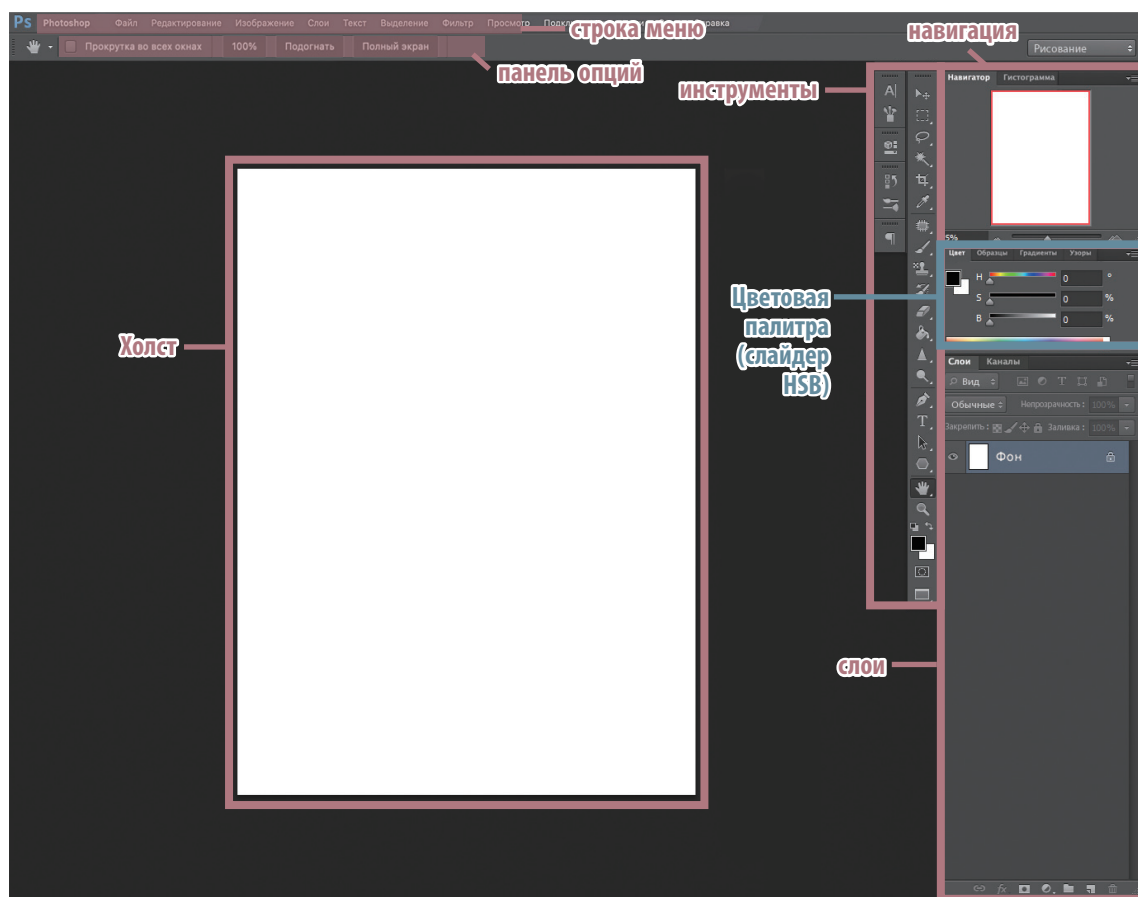 Ps Photoshop Файл Редактирование Изображение Слои Текст Выделение Фильтр Просмотр
строка меню
Прокрутка во всех окнах 100% Подогнать Полный экран
навигация
Рисование
панель опций
инструменты
Навигатор Гистограмма
Цвет Образцы Градиенты Узоры
H 0 °
S 0 %
B 0 %
Цветовая
палитра
(слайдер
HSB)
Холст
Слои Каналы
Вид
Обычные Непрозрачность: 100%
Закрепить: Заливка: 100%
Фон
слои